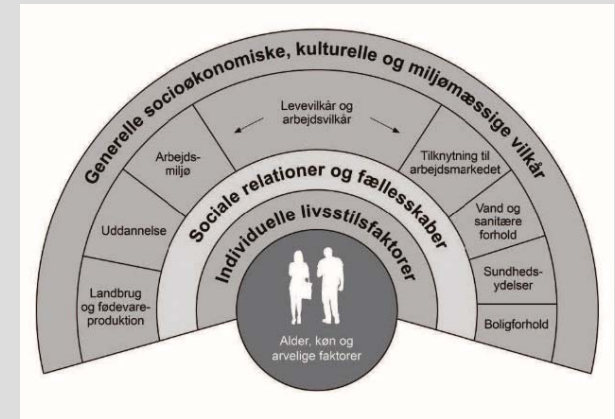 Generelle socioøkonomiske, kulturelle og miljømæssige vilkår
Levevilkår og
arbejdsvilkår
Arbejds-
miljø
Tilknytning til
arbejdsmarkedet
Uddannelse
Vand og
sanitære
forhold
Landbrug
og fødevare-
produktion
Sundheds-
ydelser
Boligforhold
Sociale relationer og fællesskaber
Individuelle livsstilsfaktorer
Alder, køn og
arvelige faktorer